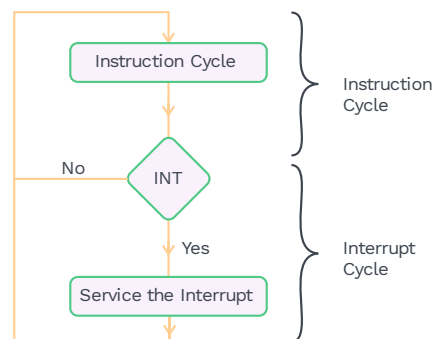 Instruction Cycle
Instruction
Cycle
No
INT
Yes
Interrupt
Cycle
Service the Interrupt